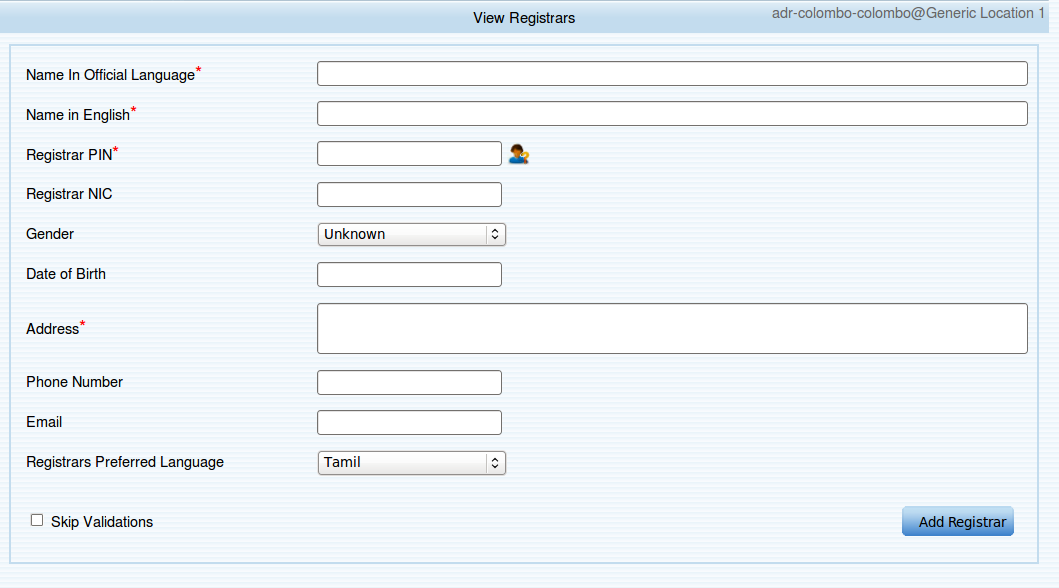 View Registrars
adr-colombo-colombo@Generic Location 1
Name In Official Language*
Name in English*
Registrar PIN*
Registrar NIC
Gender Unknown
Date of Birth
Address*
Phone Number
Email
Registrars Preferred Language Tamil
Skip Validations Add Registrar